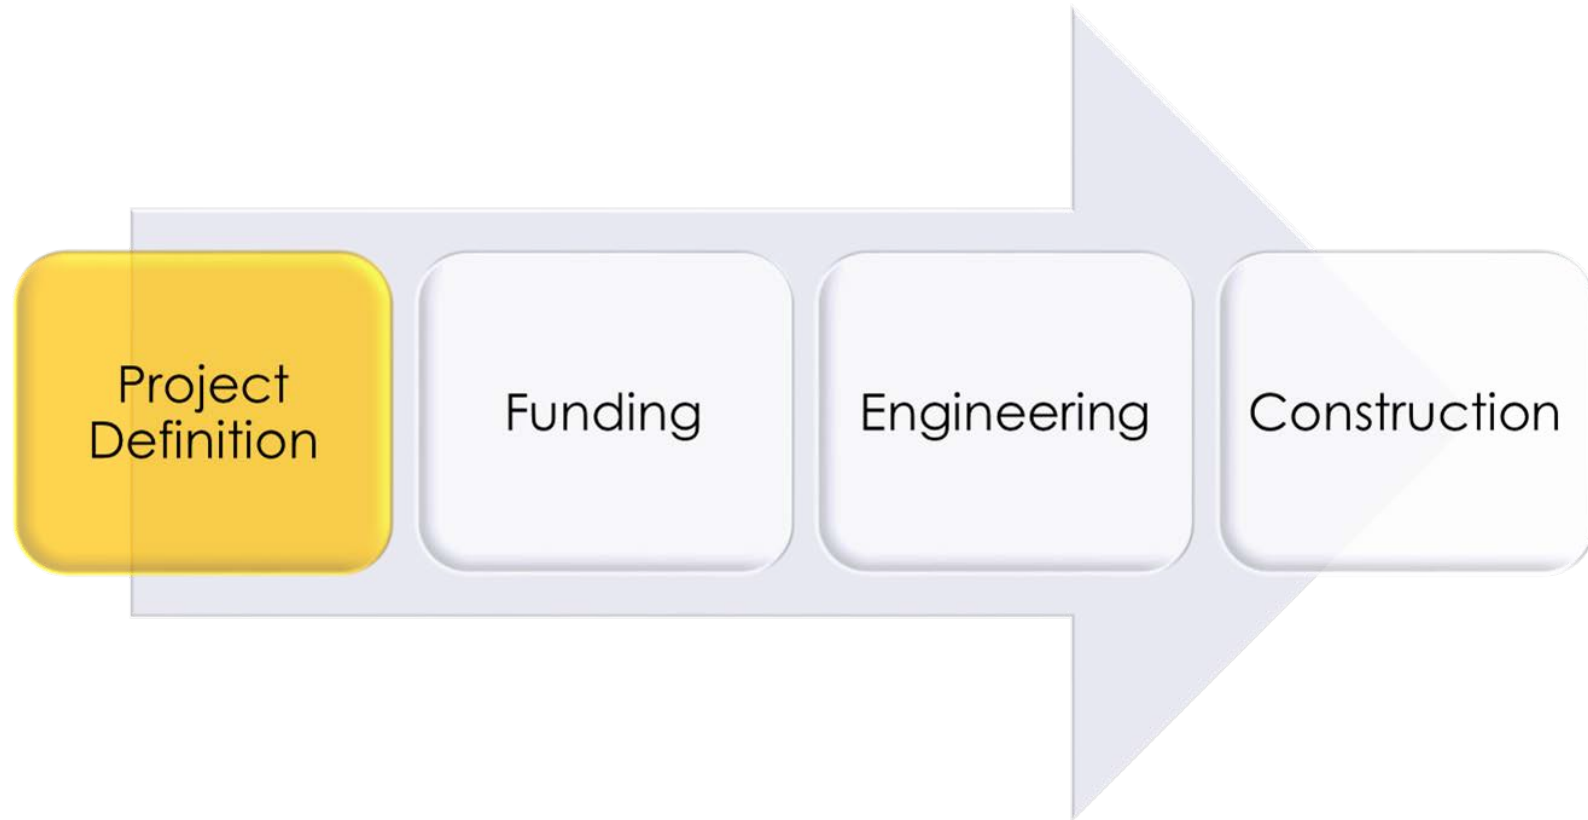 Project
Definition
Funding
Engineering
Construction